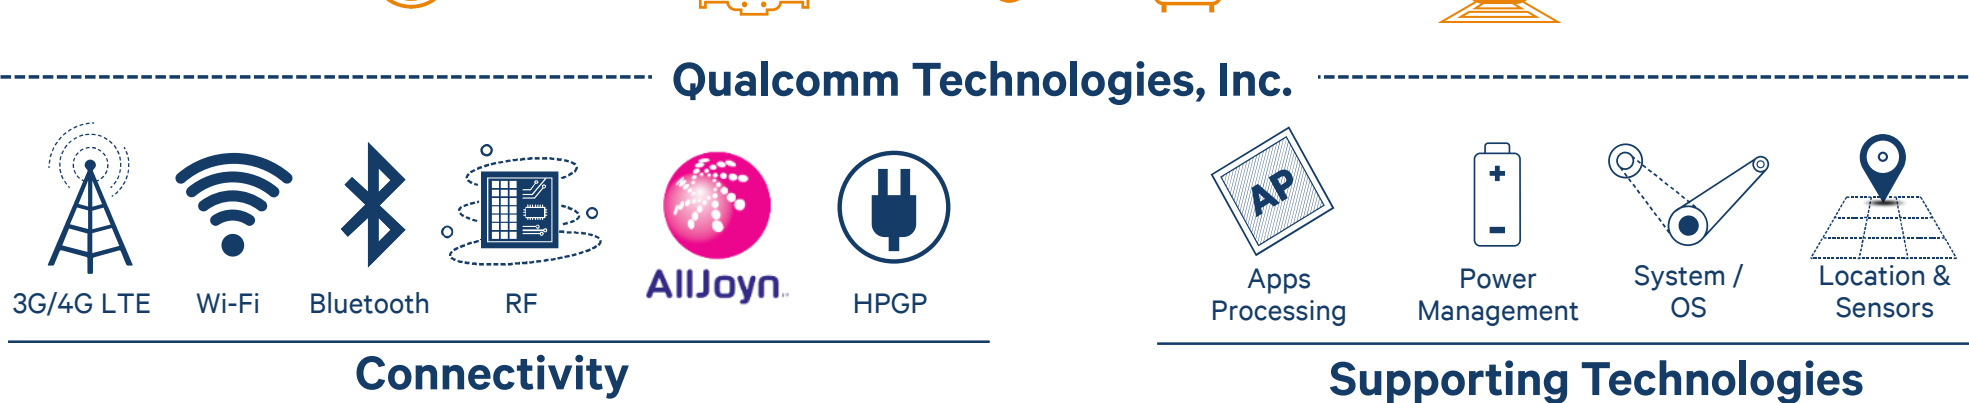 Qualcomm Technologies, Inc.
AP
+
-
3G/4G LTE
Wi-Fi
Bluetooth
RF
AllJoyn
HPGP
Connectivity
Apps
Processing
Power
Management
System /
OS
Location &
Sensors
Supporting Technologies